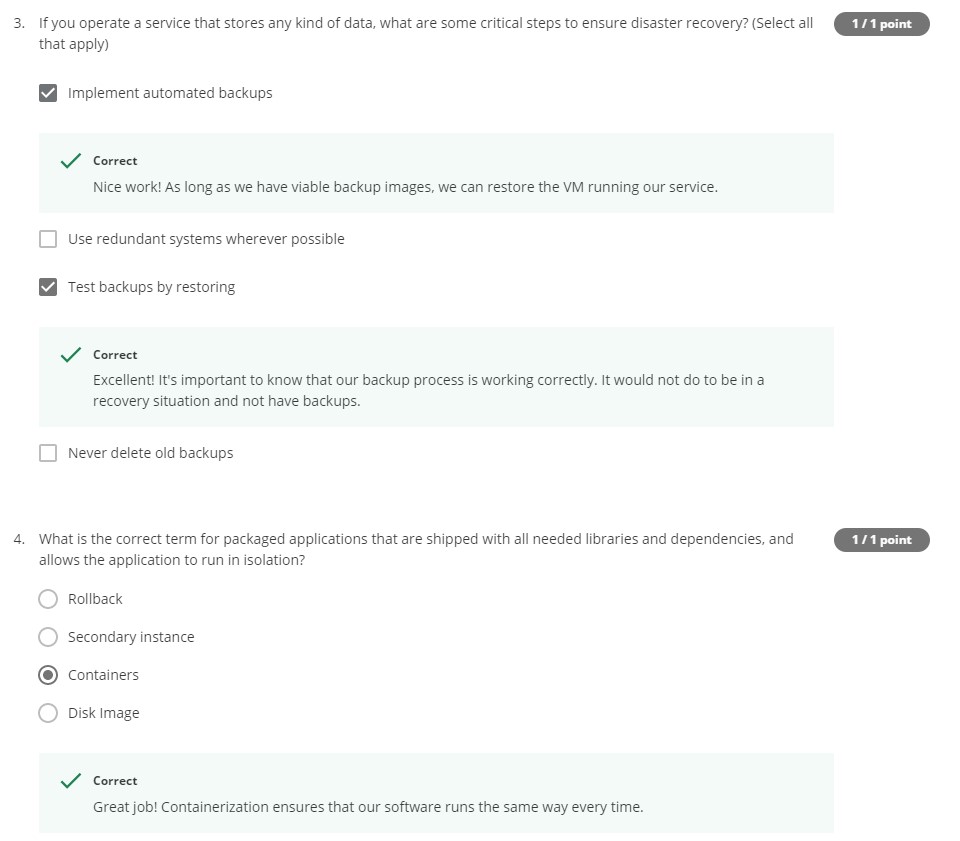 3. If you operate a service that stores any kind of data, what are some critical steps to ensure disaster recovery? (Select all
that apply)
1 / 1 point
Implement automated backups
Correct
Nice work! As long as we have viable backup images, we can restore the VM running our service.
Use redundant systems wherever possible
Test backups by restoring
Correct
Excellent! It's important to know that our backup process is working correctly. It would not do to be in a
recovery situation and not have backups.
Never delete old backups
4. What is the correct term for packaged applications that are shipped with all needed libraries and dependencies, and
allows the application to run in isolation?
1 / 1 point
Rollback
Secondary instance
Containers
Disk Image
Correct
Great job! Containerization ensures that our software runs the same way every time.